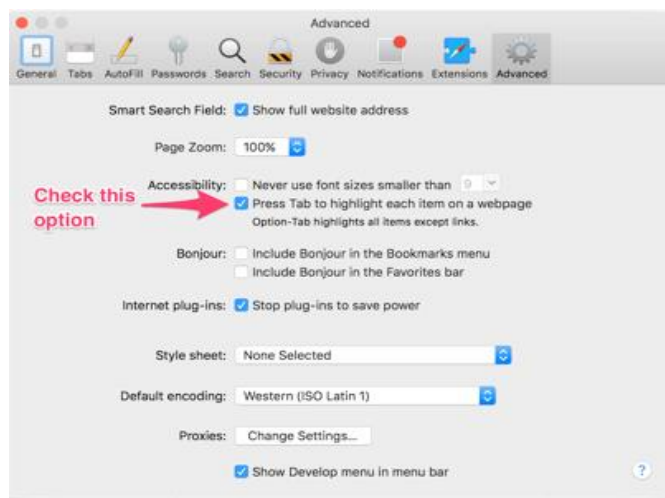 Advanced
General Tabs AutoFill Passwords Search Security Privacy Notifications Extensions Advanced
Smart Search Field: Show full website address
Page Zoom: 100%
Accessibility: Never use font sizes smaller than 9
Check this option
Press Tab to highlight each item on a webpage
Option-Tab highlights all items except links.
Bonjour: Include Bonjour in the Bookmarks menu
Include Bonjour in the Favorites bar
Internet plug-ins: Stop plug-ins to save power
Style sheet: None Selected
Default encoding: Western (ISO Latin 1)
Proxies: Change Settings...
Show Develop menu in menu bar
?